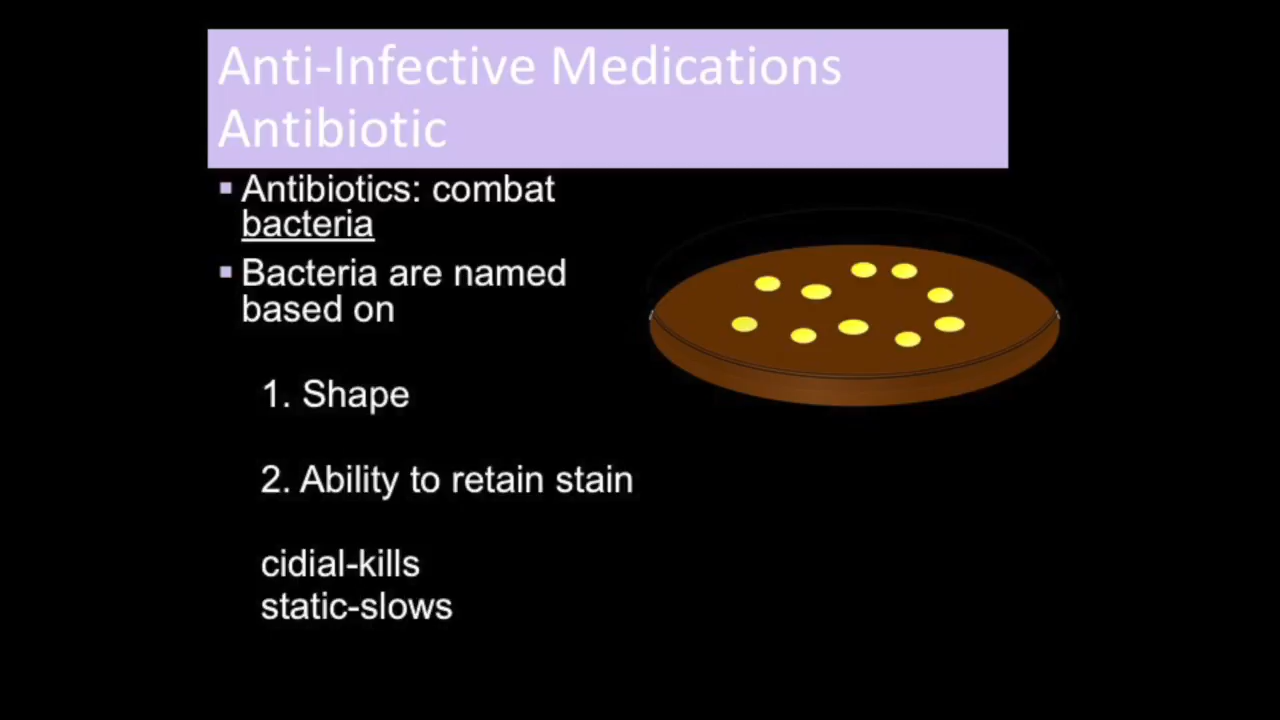 Anti-Infective Medications
Antibiotic
▪ Antibiotics: combat
bacteria
▪ Bacteria are named
based on
1. Shape
2. Ability to retain stain
cidial-kills
static-slows